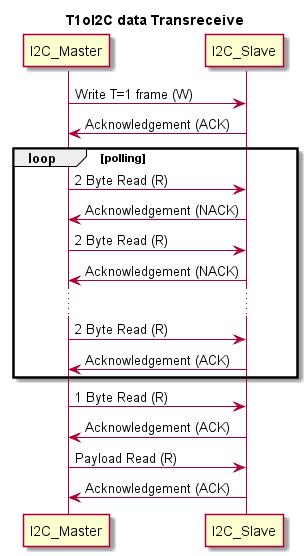 T1oI2C data Transreceive
I2C_Master I2C_Slave
Write T=1 frame (W)
Acknowledgement (ACK)
loop [polling]
2 Byte Read (R)
Acknowledgement (NACK)
2 Byte Read (R)
Acknowledgement (NACK)
2 Byte Read (R)
Acknowledgement (ACK)
1 Byte Read (R)
Acknowledgement (ACK)
Payload Read (R)
Acknowledgement (ACK)
I2C_Master I2C_Slave